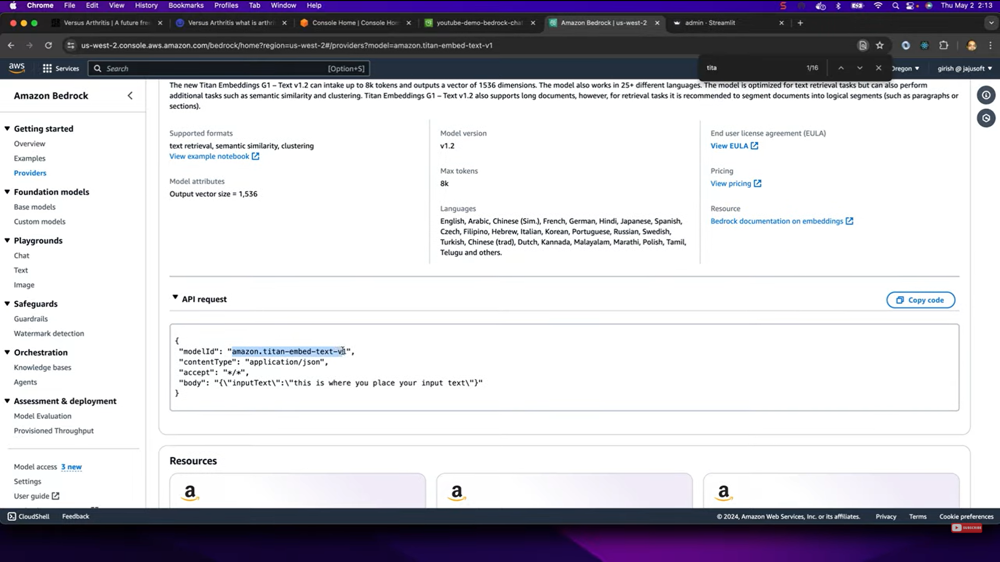 Chrome File Edit View History Bookmarks Profiles Tab Window Help Thu May 2 2:13
Versus Arthritis | A future fre
Versus Arthritis what is arthri
Console Home | Console Ho
youtube-demo-bedrock-cha
Amazon Bedrock | us-west-2
admin · Streamlit
us-west-2.console.aws.amazon.com/bedrock/home?region=us-west-2#/providers?model=amazon.titan-embed-text-v1
aws Services Search [Option+S] tita 1/16 Oregon girish @ jajusoft
Amazon Bedrock
Getting started
Overview
Examples
Providers
Foundation models
Base models
Custom models
Playgrounds
Chat
Text
Image
Safeguards
Guardrails
Watermark detection
Orchestration
Knowledge bases
Agents
Assessment & deployment
Model Evaluation
Provisioned Throughput
Model access 3 new
Settings
User guide
The new Titan Embeddings G1 – Text v1.2 can intake up to 8k tokens and outputs a vector of 1536 dimensions. The model also works in 25+ different languages. The model is optimized for text retrieval tasks but can also perform
additional tasks such as semantic similarity and clustering. Titan Embeddings G1 – Text v1.2 also supports long documents, however, for retrieval tasks it is recommended to segment documents into logical segments (such as paragraphs or
sections).
Supported formats
text retrieval, semantic similarity, clustering
View example notebook
Model attributes
Output vector size = 1,536
Model version
v1.2
Max tokens
8k
Languages
English, Arabic, Chinese (Sim.), French, German, Hindi, Japanese, Spanish,
Czech, Filipino, Hebrew, Italian, Korean, Portuguese, Russian, Swedish,
Turkish, Chinese (trad), Dutch, Kannada, Malayalam, Marathi, Polish, Tamil,
Telugu and others.
End user license agreement (EULA)
View EULA
Pricing
View pricing
Resource
Bedrock documentation on embeddings
API request
Copy code
{
"modelId": "amazon.titan-embed-text-v1",
"contentType": "application/json",
"accept": "*/*",
"body": "{\"inputText\":\"this is where you place your input text\"}"
}
Resources
a
a
a
CloudShell Feedback © 2024, Amazon Web Services, Inc. or its affiliates. Privacy Terms Cookie preferences
SUBSCRIBE